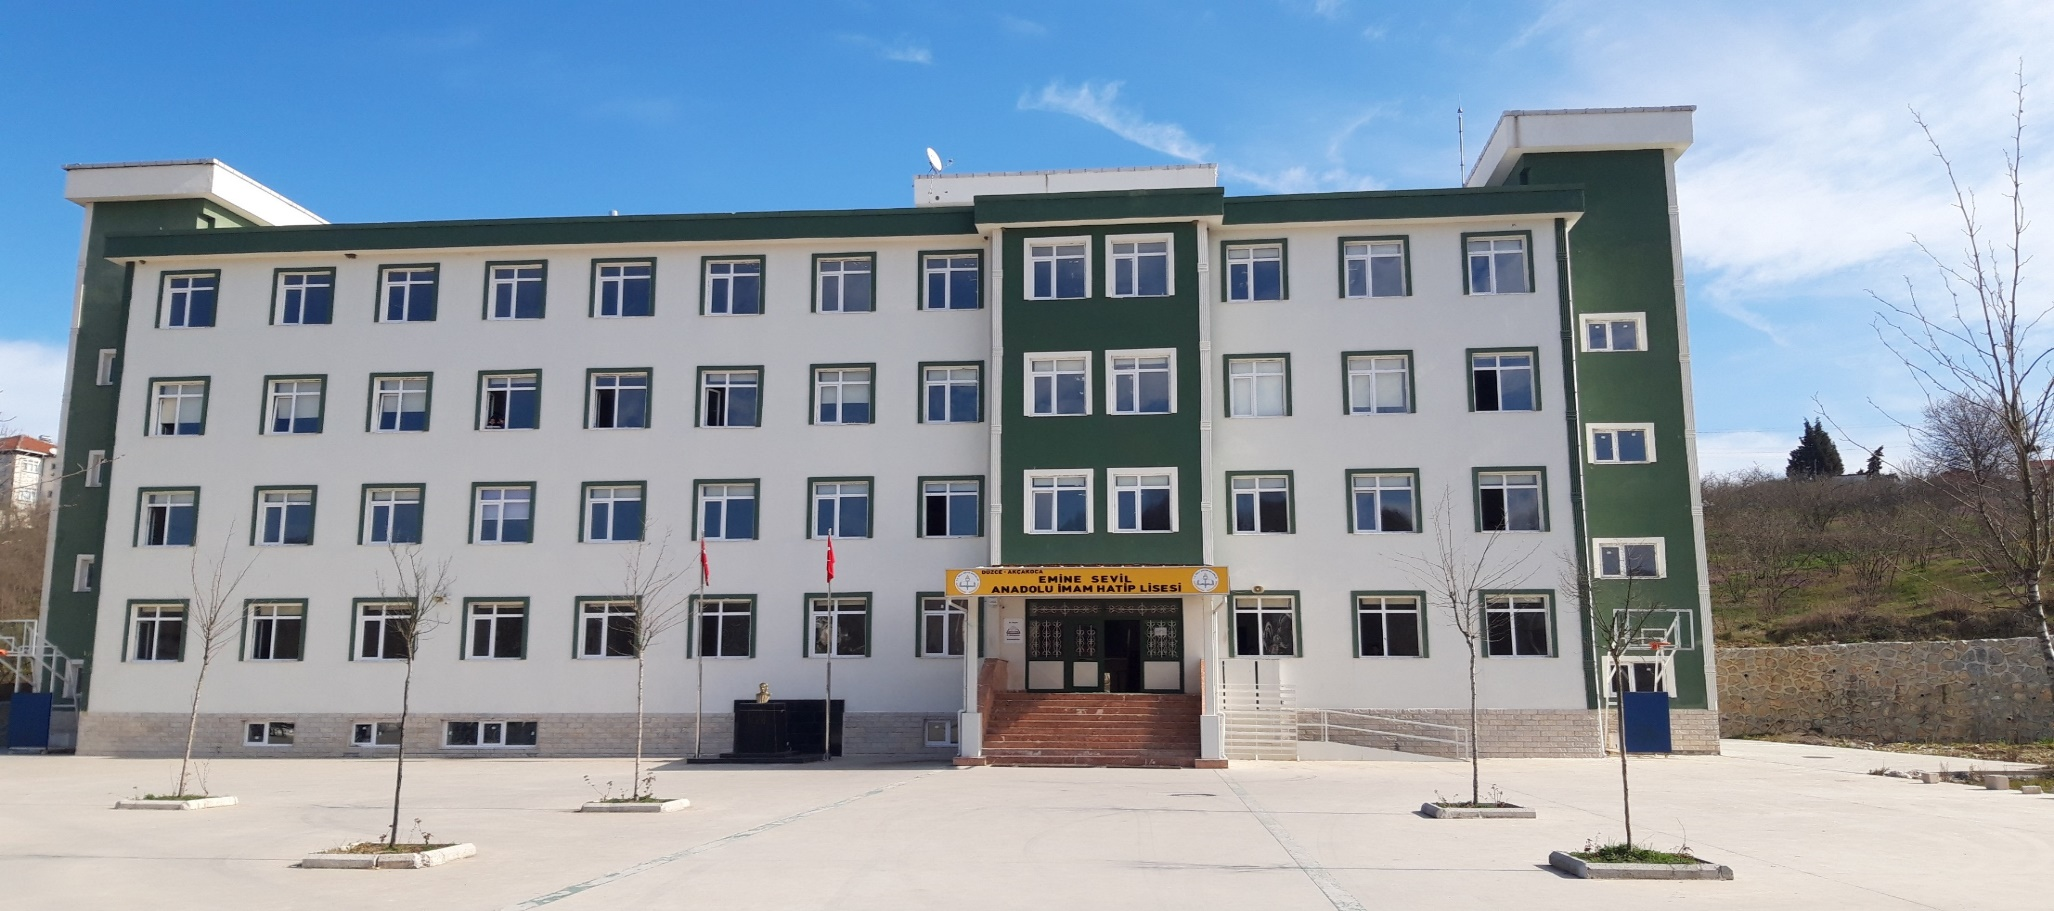 DÜZCE - AKÇAKOCA
EMİNE SEVİL
ANADOLU İMAM HATİP LİSESİ